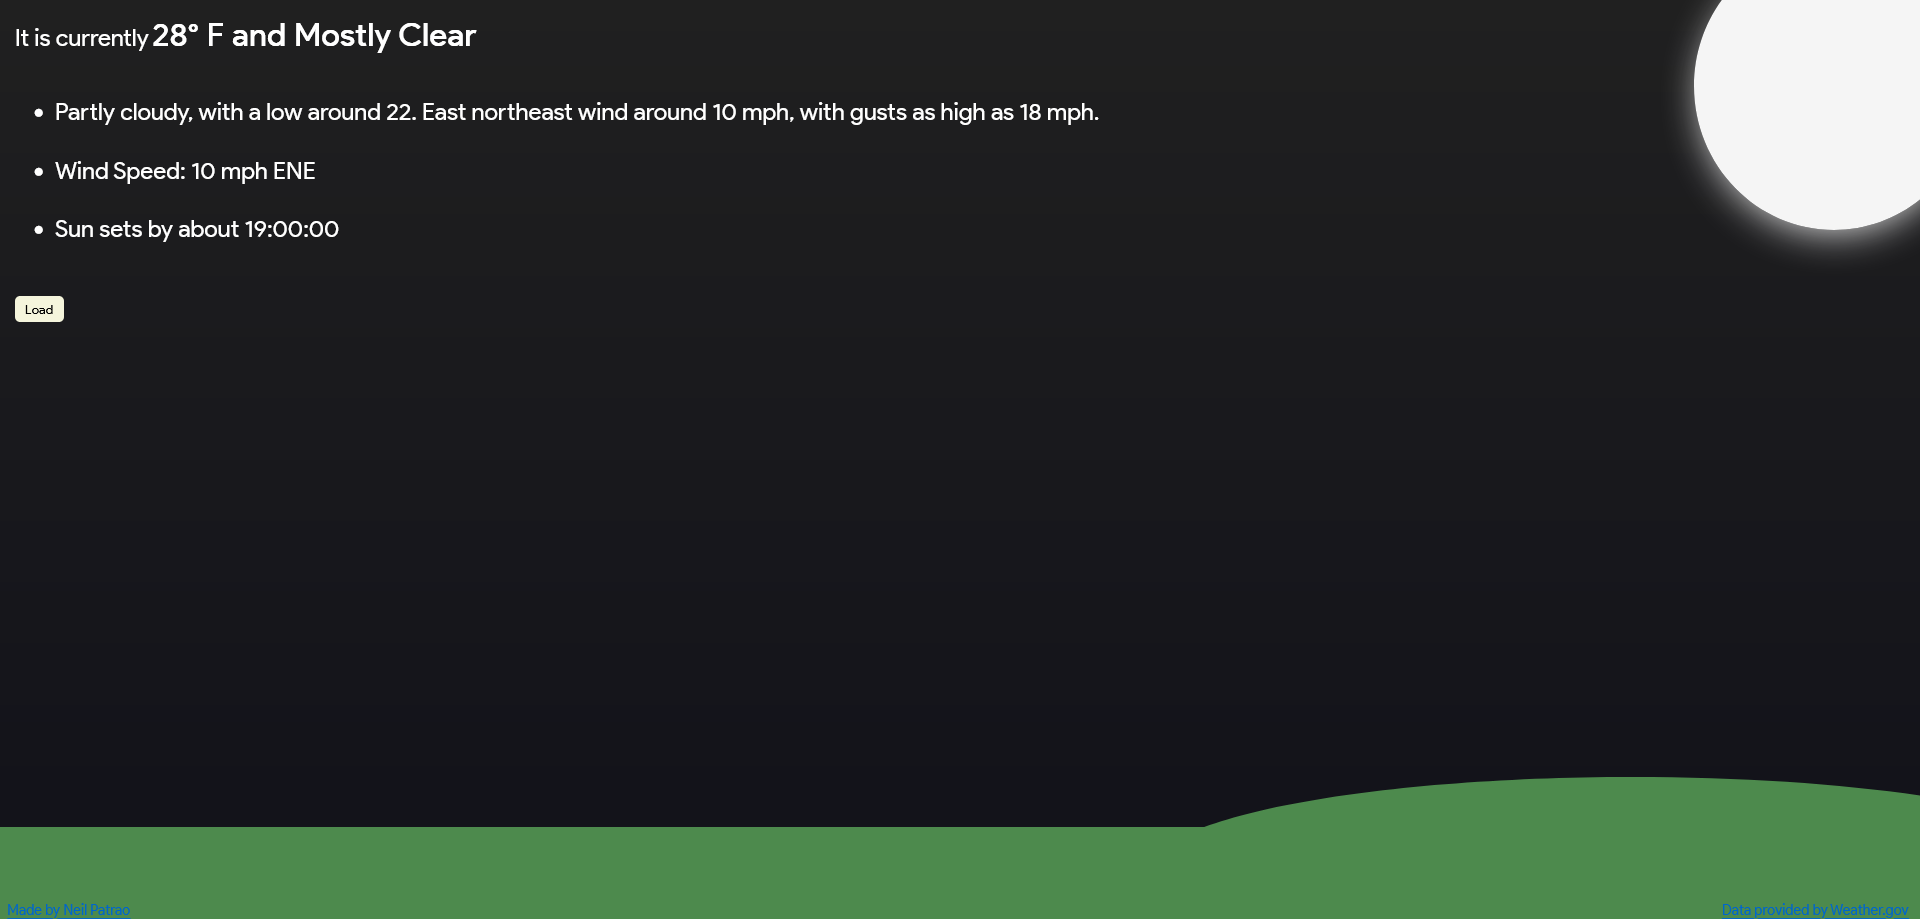 It is currently 28° F and Mostly Clear
• Partly cloudy, with a low around 22. East northeast wind around 10 mph, with gusts as high as 18 mph.
• Wind Speed: 10 mph ENE
• Sun sets by about 19:00:00
Load
Made by Neil Patrao
Data provided by Weather.gov